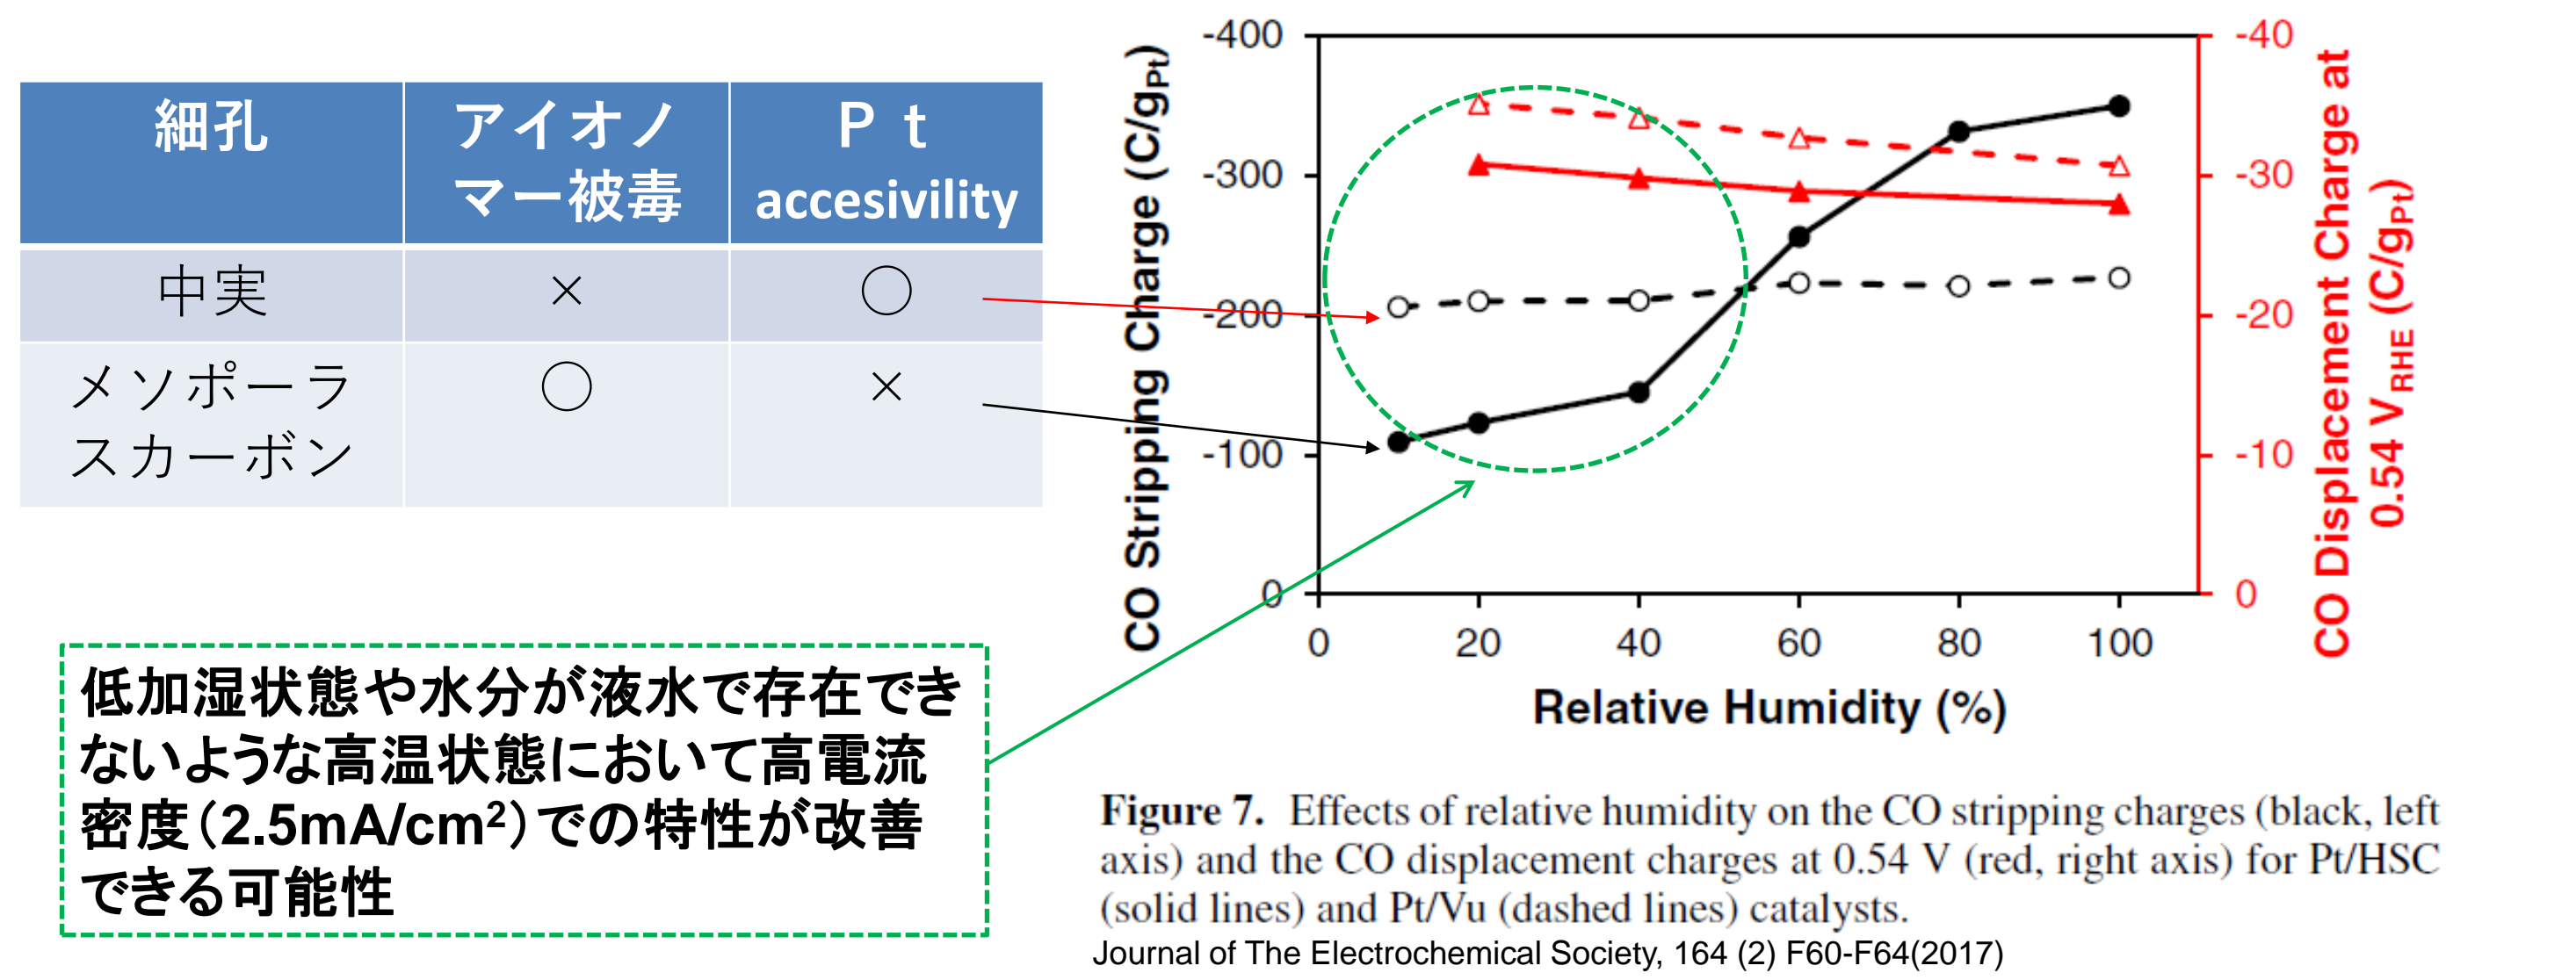 細孔
アイオノ
マー被毒
Ｐｔ
accesivility
中実
×
○
メソポーラ
スカーボン
○
×
低加湿状態や水分が液水で存在でき
ないような高温状態において高電流
密度（2.5mA/cm²）での特性が改善
できる可能性
CO Stripping Charge (C/gPt)
-400
-300
-200
-100
0
0
20
40
60
80
100
Relative Humidity (%)
-40
-30
-20
-10
0
CO Displacement Charge at
0.54 VRHE (C/gPt)
Figure 7. Effects of relative humidity on the CO stripping charges (black, left
axis) and the CO displacement charges at 0.54 V (red, right axis) for Pt/HSC
(solid lines) and Pt/Vu (dashed lines) catalysts.
Journal of The Electrochemical Society, 164 (2) F60-F64(2017)